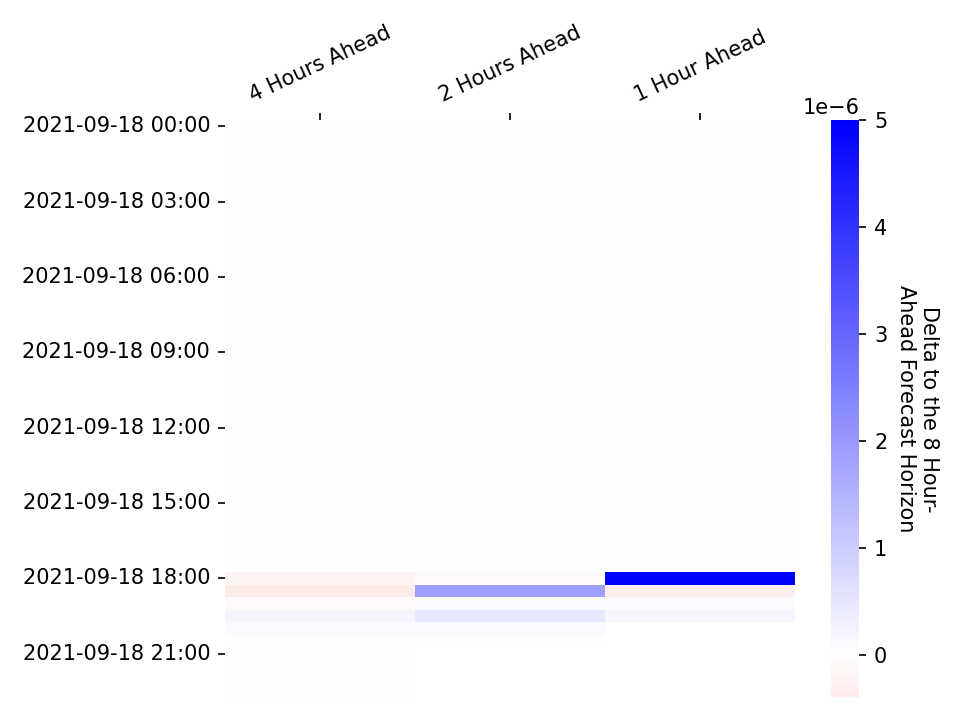 4 Hours Ahead
2 Hours Ahead
1 Hour Ahead
1e−6
2021-09-18 00:00
2021-09-18 03:00
2021-09-18 06:00
2021-09-18 09:00
2021-09-18 12:00
2021-09-18 15:00
2021-09-18 18:00
2021-09-18 21:00
5
4
3
2
1
0
Delta to the 8 Hour-
Ahead Forecast Horizon